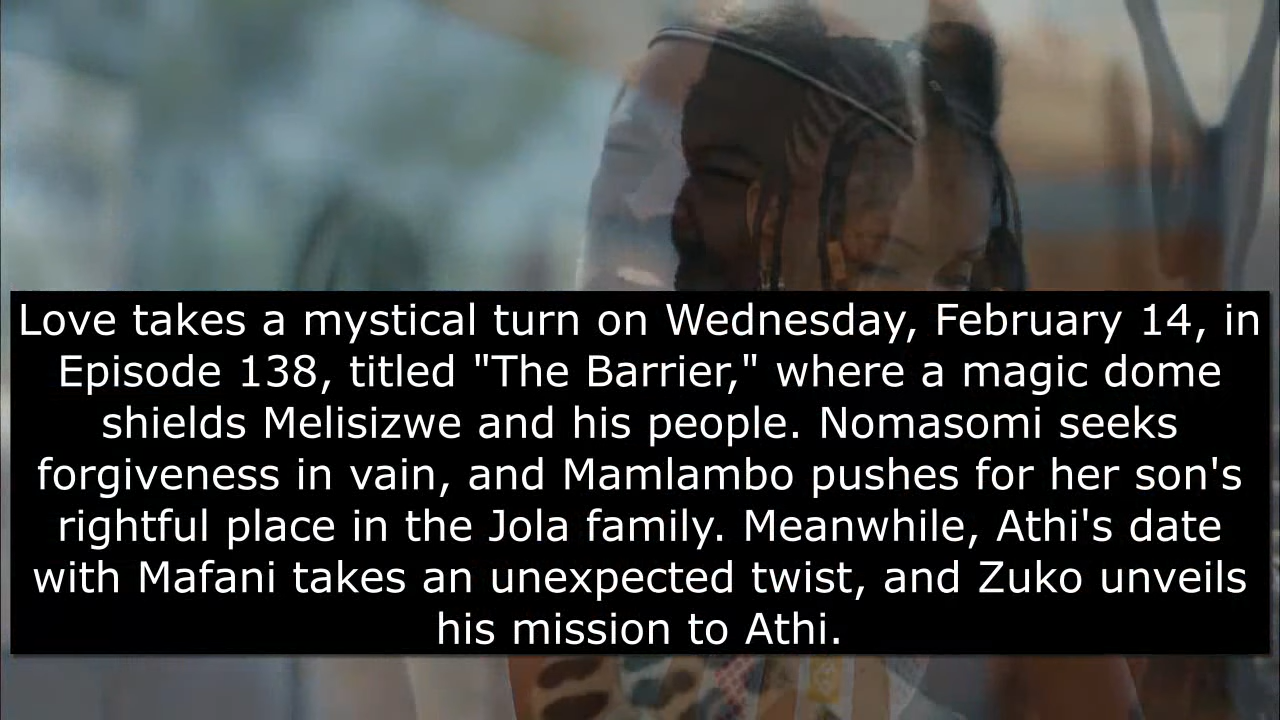 Love takes a mystical turn on Wednesday, February 14, in
Episode 138, titled "The Barrier," where a magic dome
shields Melisizwe and his people. Nomasomi seeks
forgiveness in vain, and Mamlambo pushes for her son's
rightful place in the Jola family. Meanwhile, Athi's date
with Mafani takes an unexpected twist, and Zuko unveils
his mission to Athi.